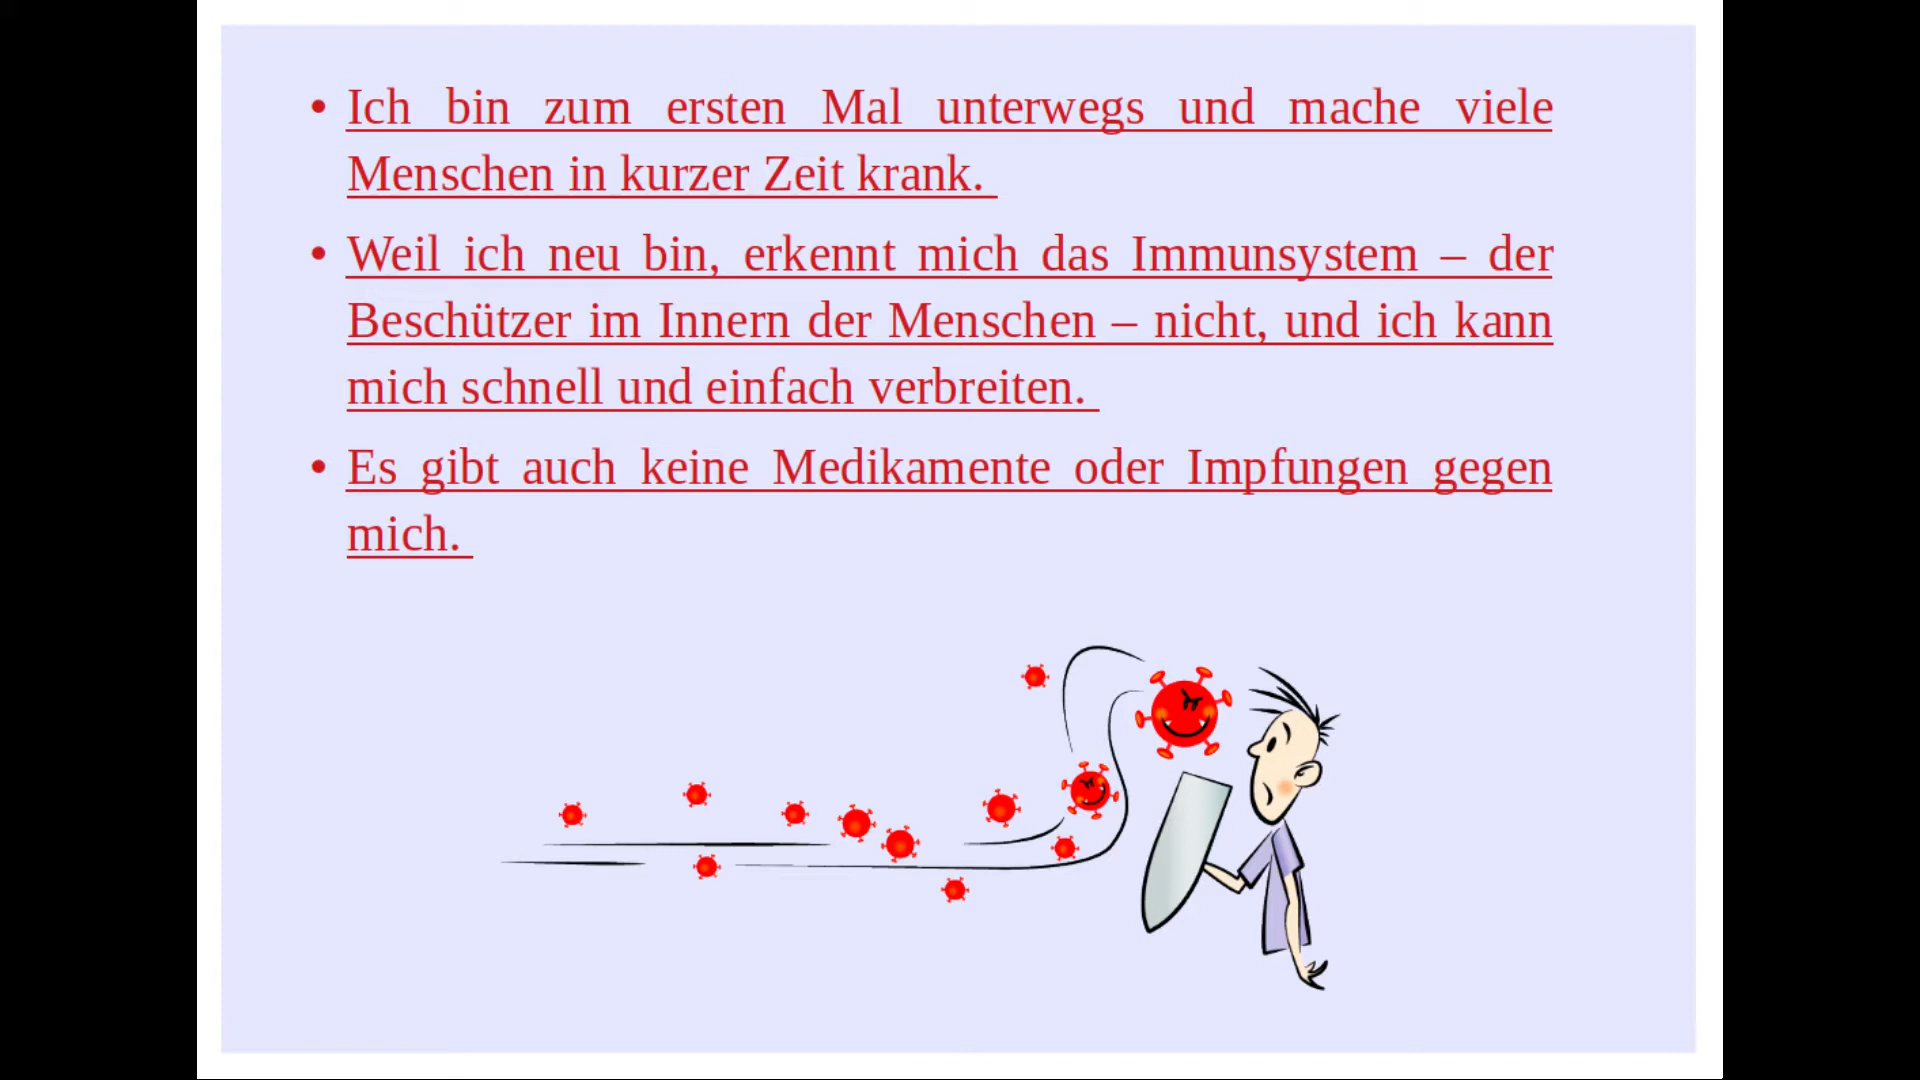 • Ich bin zum ersten Mal unterwegs und mache viele
Menschen in kurzer Zeit krank.
• Weil ich neu bin, erkennt mich das Immunsystem – der
Beschützer im Innern der Menschen – nicht, und ich kann
mich schnell und einfach verbreiten.
• Es gibt auch keine Medikamente oder Impfungen gegen
mich.